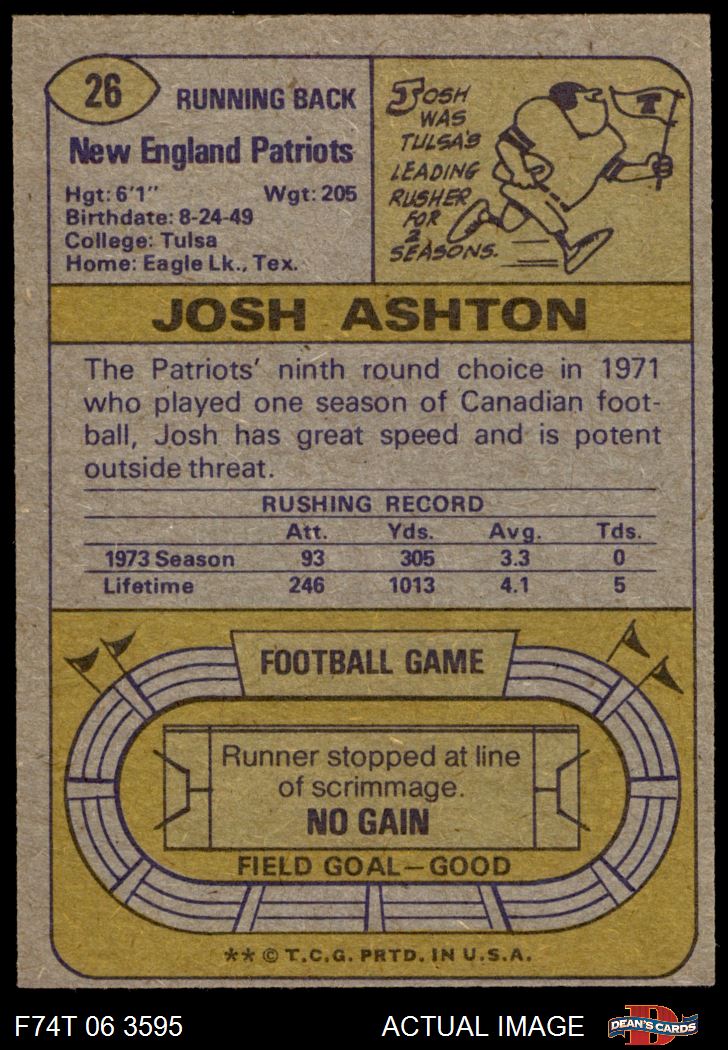 26
RUNNING BACK
New England Patriots
Hgt: 6'1" Wgt: 205
Birthdate: 8-24-49
College: Tulsa
Home: Eagle Lk., Tex.
JOSH
WAS
TULSA'S
LEADING
RUSHER
FOR
2
SEASONS.
T
JOSH ASHTON
The Patriots' ninth round choice in 1971
who played one season of Canadian foot-
ball, Josh has great speed and is potent
outside threat.
RUSHING RECORD
Att. Yds. Avg. Tds.
1973 Season 93 305 3.3 0
Lifetime 246 1013 4.1 5
FOOTBALL GAME
Runner stopped at line
of scrimmage.
NO GAIN
FIELD GOAL—GOOD
** © T.C.G. PRTD. IN U.S.A.
F74T 06 3595 ACTUAL IMAGE
D
DEAN'S CARDS